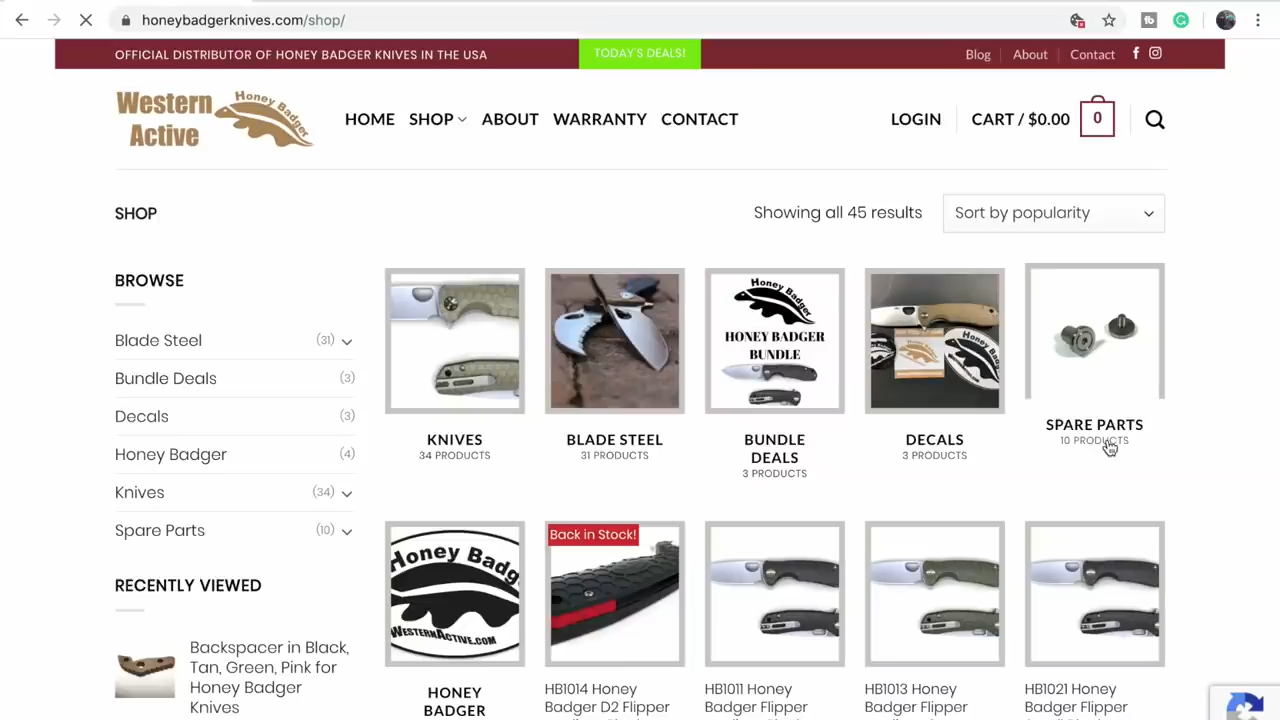 honeybadgerknives.com/shop/
OFFICIAL DISTRIBUTOR OF HONEY BADGER KNIVES IN THE USA
TODAY'S DEALS!
Blog
About
Contact
Western
Active
Honey Badger
HOME
SHOP
ABOUT
WARRANTY
CONTACT
LOGIN
CART / $0.00
0
SHOP
Showing all 45 results
Sort by popularity
BROWSE
Blade Steel (31)
Bundle Deals (3)
Decals (3)
Honey Badger (4)
Knives (34)
Spare Parts (10)
RECENTLY VIEWED
Backspacer in Black,
Tan, Green, Pink for
Honey Badger
Knives
KNIVES
34 PRODUCTS
BLADE STEEL
31 PRODUCTS
Honey
Badger
HONEY BADGER
BUNDLE
BUNDLE
DEALS
3 PRODUCTS
DECALS
3 PRODUCTS
SPARE PARTS
10 PRODUCTS
Honey Badg
WESTERNACTIVE.COM
HONEY
BADGER
Back in Stock!
HB1014 Honey
Badger D2 Flipper
HB1011 Honey
Badger Flipper
HB1013 Honey
Badger Flipper
HB1021 Honey
Badger Flipper